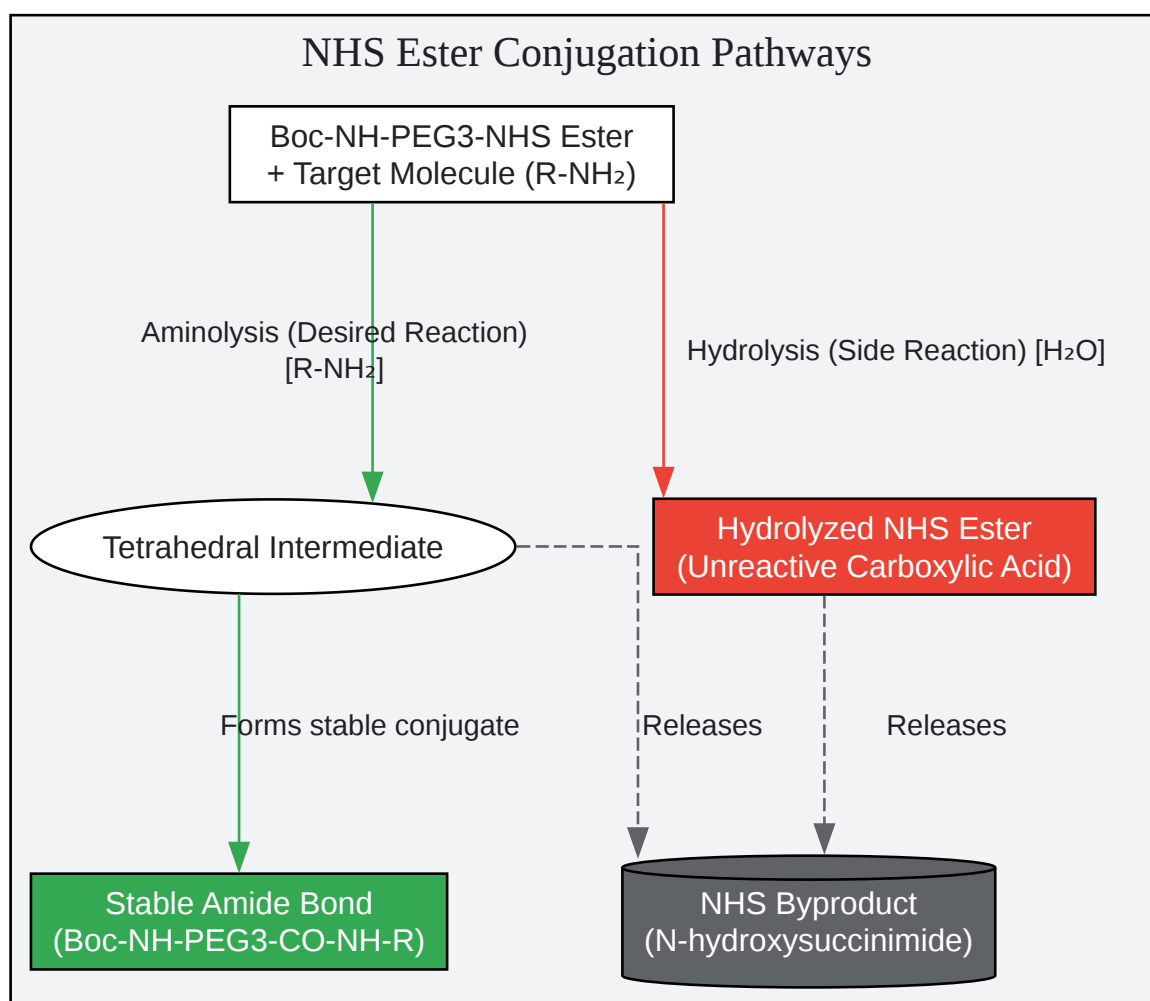 NHS Ester Conjugation Pathways
Boc-NH-PEG3-NHS Ester
+ Target Molecule (R-NH₂)
Aminolysis (Desired Reaction)
[R-NH₂]
Hydrolysis (Side Reaction) [H₂O]
Tetrahedral Intermediate
Hydrolyzed NHS Ester
(Unreactive Carboxylic Acid)
Forms stable conjugate
Releases
Releases
Stable Amide Bond
(Boc-NH-PEG3-CO-NH-R)
NHS Byproduct
(N-hydroxysuccinimide)